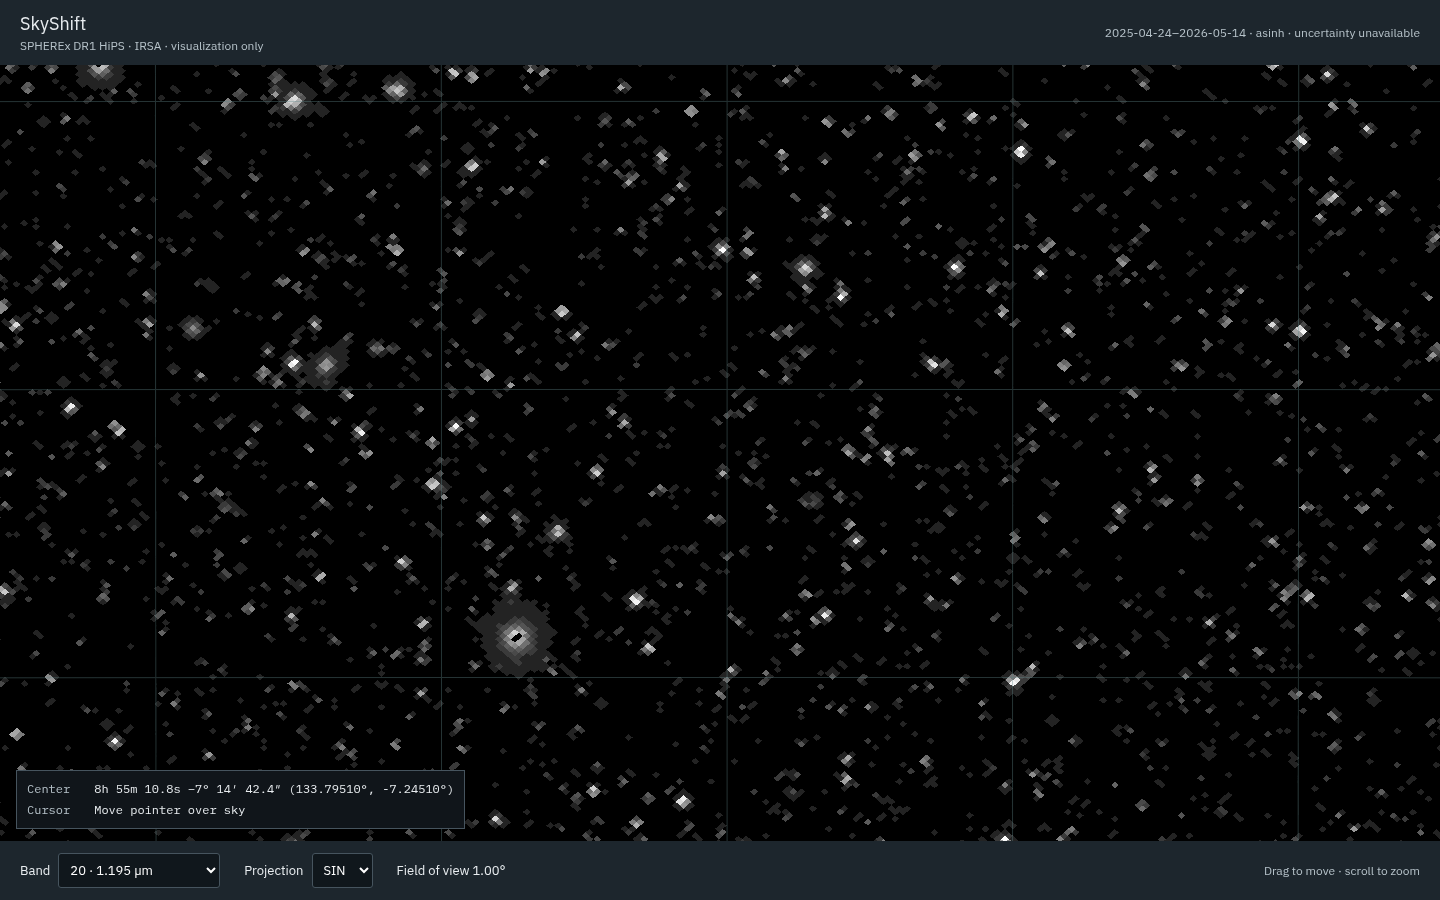 SkyShift
SPHEREx DR1 HiPS · IRSA · visualization only
2025-04-24–2026-05-14 · asinh · uncertainty unavailable
Center 8h 55m 10.8s −7° 14′ 42.4″ (133.79510°, -7.24510°)
Cursor Move pointer over sky
Band 20 · 1.195 µm Projection SIN Field of view 1.00° Drag to move · scroll to zoom